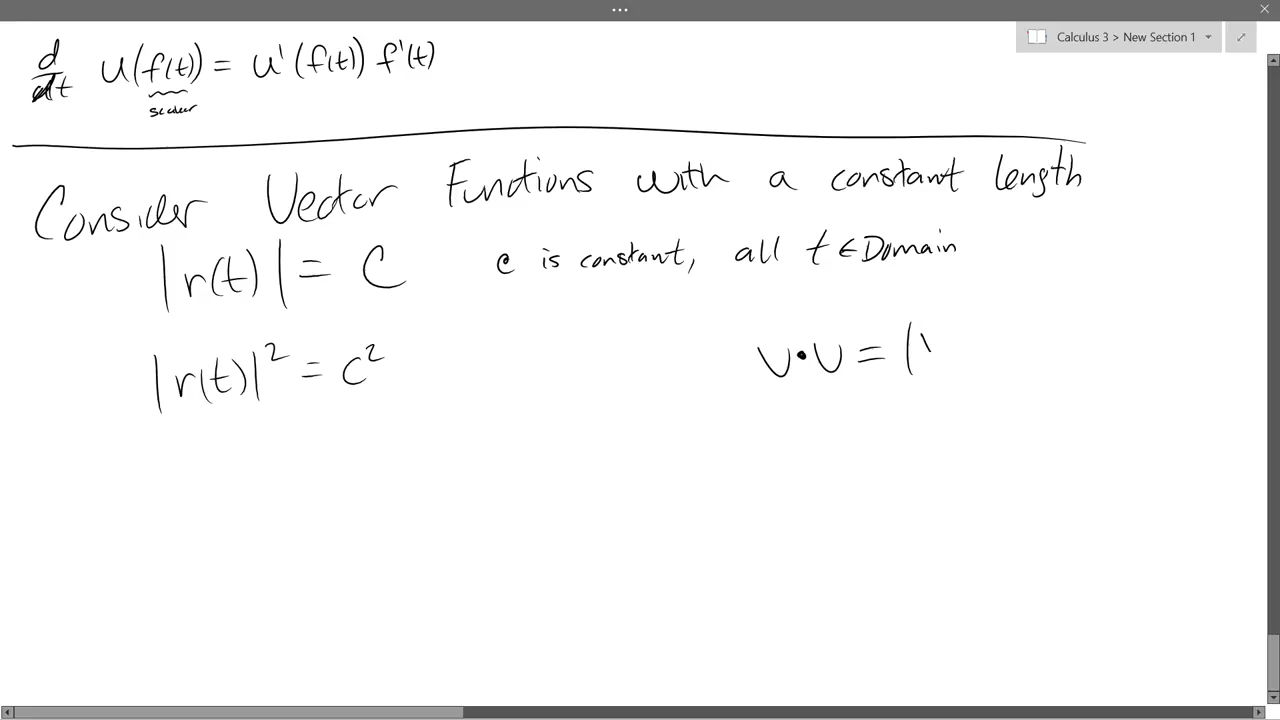 Calculus 3 > New Section 1
d/dt U(f(t)) = u'(f(t)) f'(t)
scalar
Consider Vector Functions with a constant length
|r(t)| = C c is constant, all t ∈ Domain
|r(t)|² = c² v•v = |v